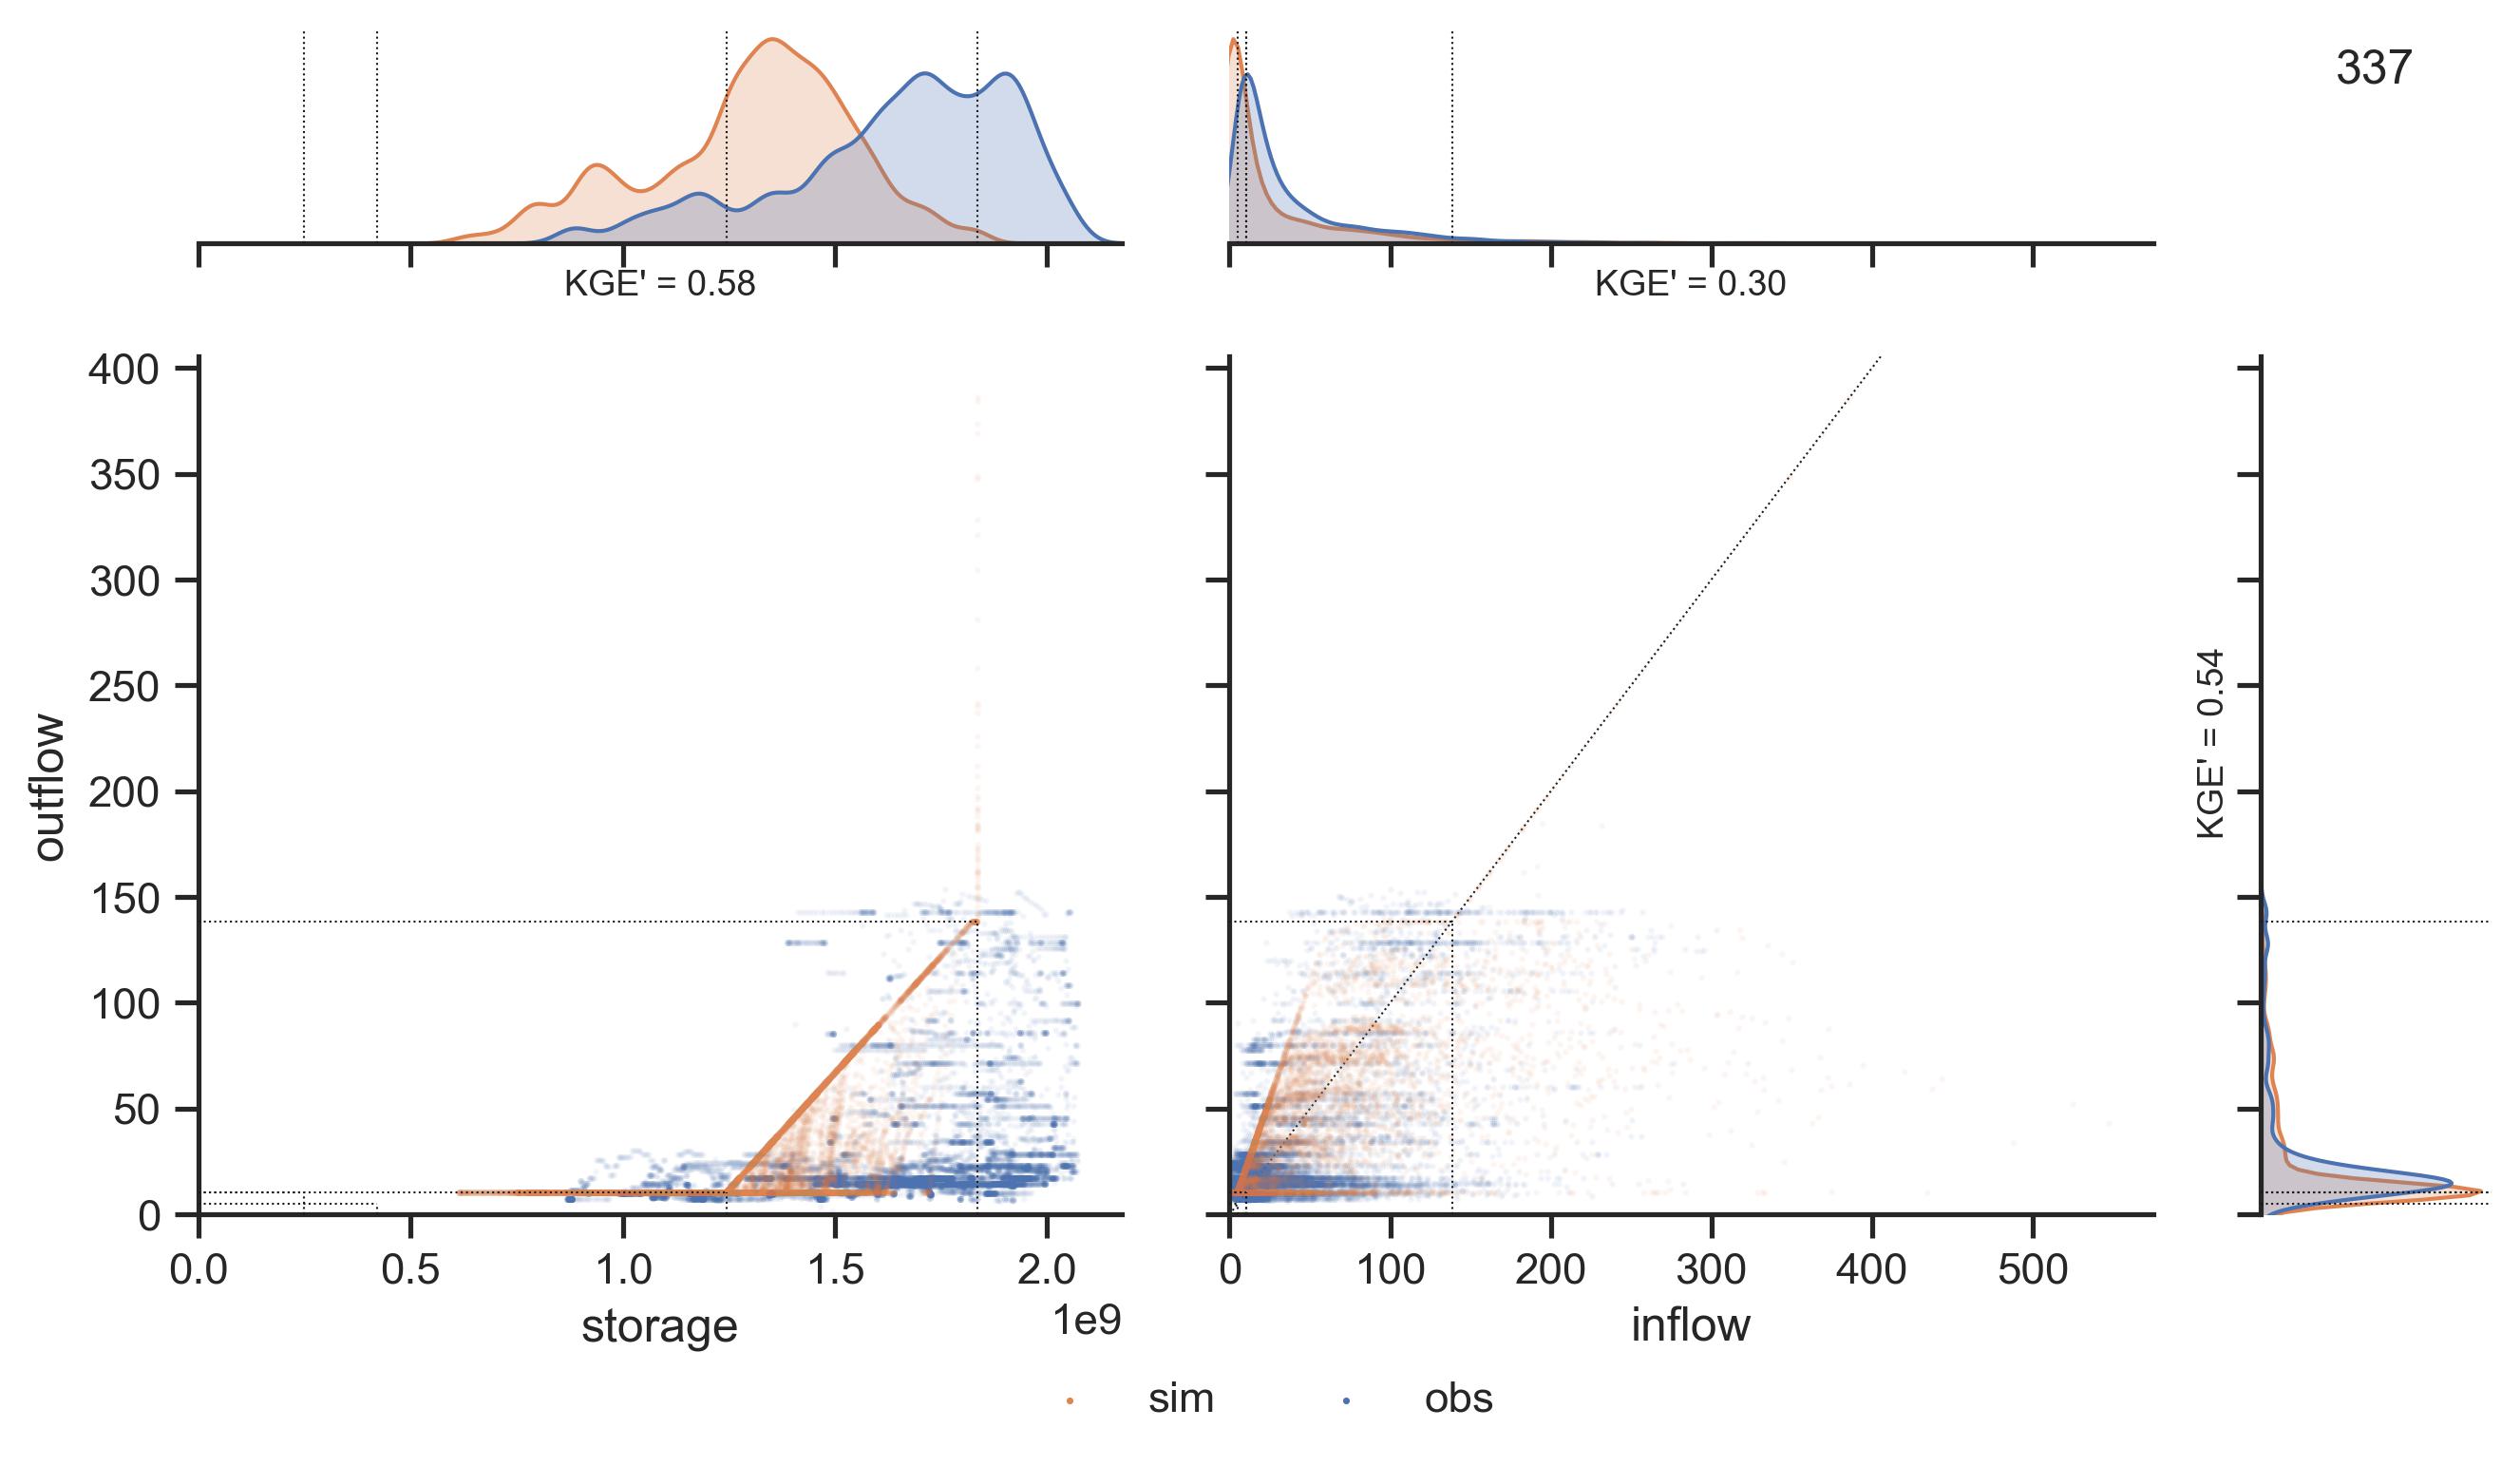 337
KGE' = 0.58
KGE' = 0.30
400
350
300
250
200
150
100
50
0
outflow
KGE' = 0.54
0.0 0.5 1.0 1.5 2.0
1e9
storage
0 100 200 300 400 500
inflow
sim obs